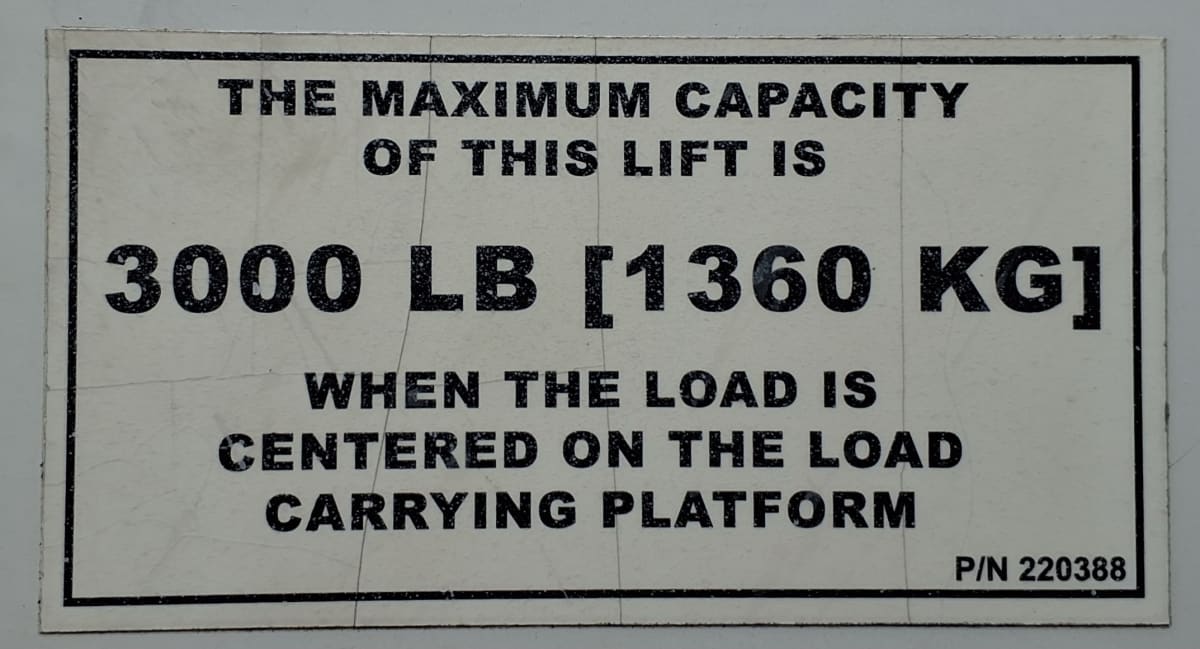 THE MAXIMUM CAPACITY
OF THIS LIFT IS
3000 LB [1360 KG]
WHEN THE LOAD IS
CENTERED ON THE LOAD
CARRYING PLATFORM
P/N 220388